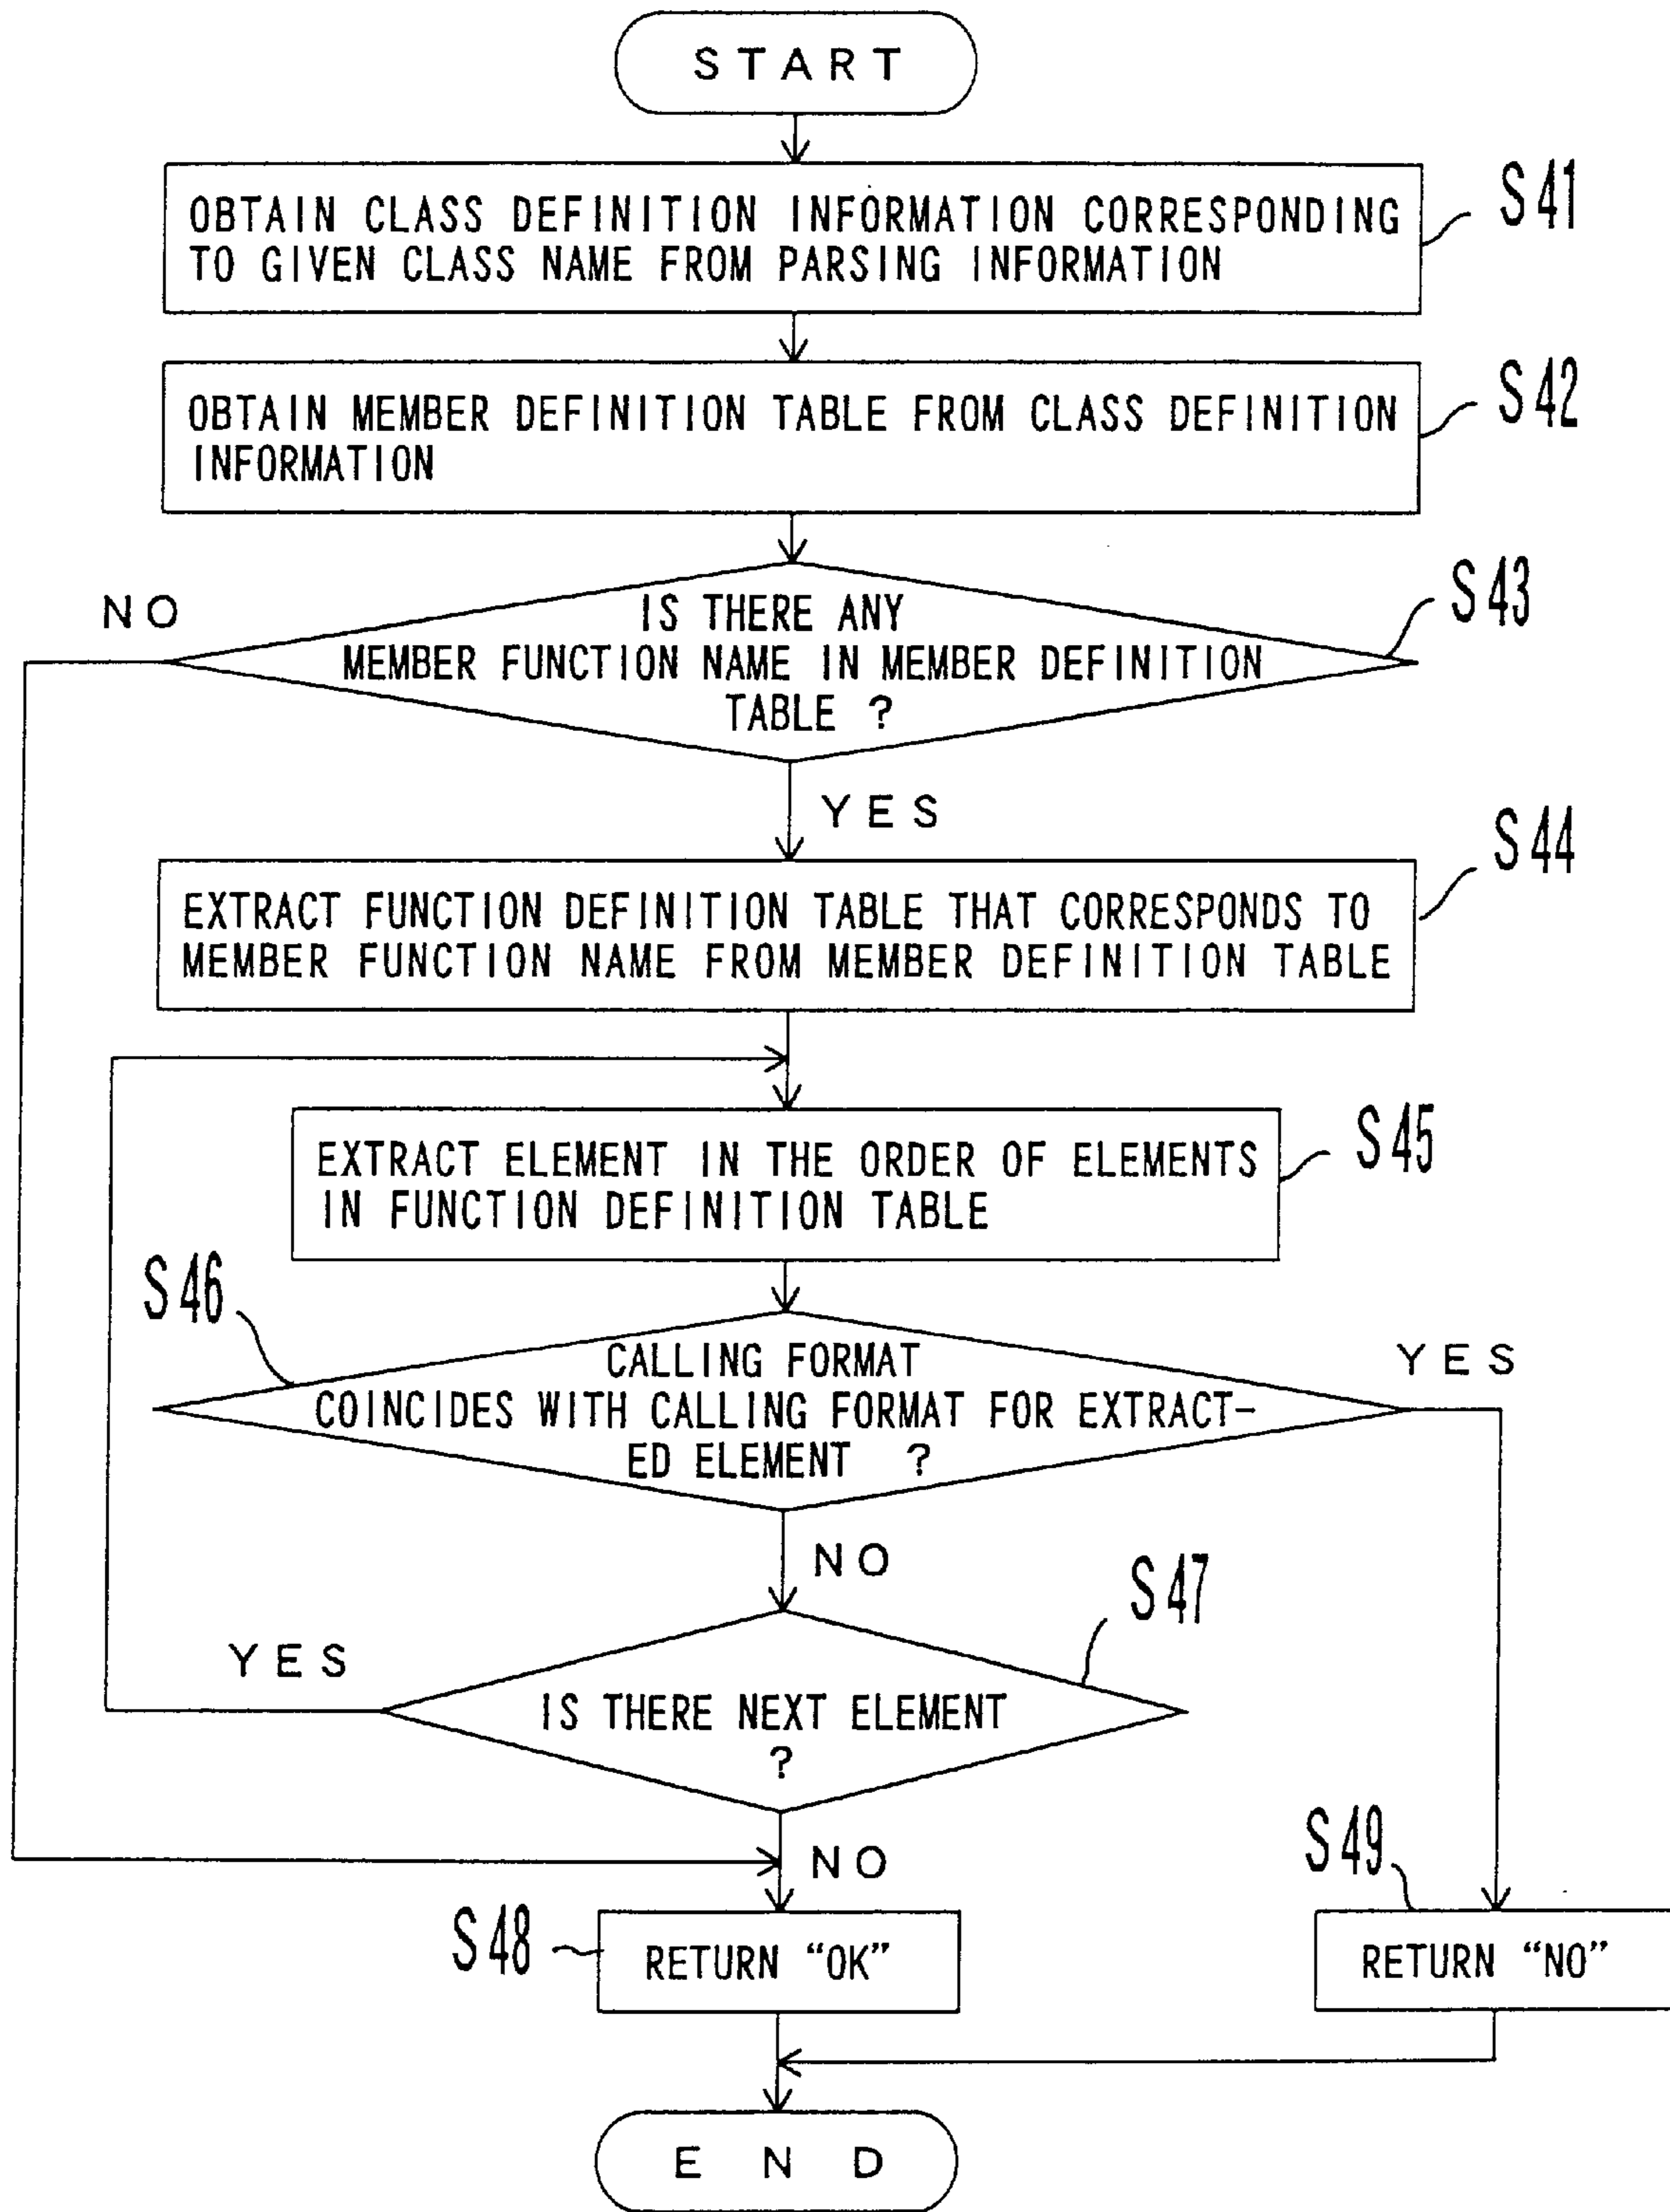 START
OBTAIN CLASS DEFINITION INFORMATION CORRESPONDING
TO GIVEN CLASS NAME FROM PARSING INFORMATION
S41
OBTAIN MEMBER DEFINITION TABLE FROM CLASS DEFINITION
INFORMATION
S42
NO
IS THERE ANY
MEMBER FUNCTION NAME IN MEMBER DEFINITION
TABLE ?
S43
YES
EXTRACT FUNCTION DEFINITION TABLE THAT CORRESPONDS TO
MEMBER FUNCTION NAME FROM MEMBER DEFINITION TABLE
S44
EXTRACT ELEMENT IN THE ORDER OF ELEMENTS
IN FUNCTION DEFINITION TABLE
S45
S46
CALLING FORMAT
COINCIDES WITH CALLING FORMAT FOR EXTRACT-
ED ELEMENT ?
YES
NO
S47
YES
IS THERE NEXT ELEMENT
?
NO
S48
RETURN “OK”
S49
RETURN “NO”
END